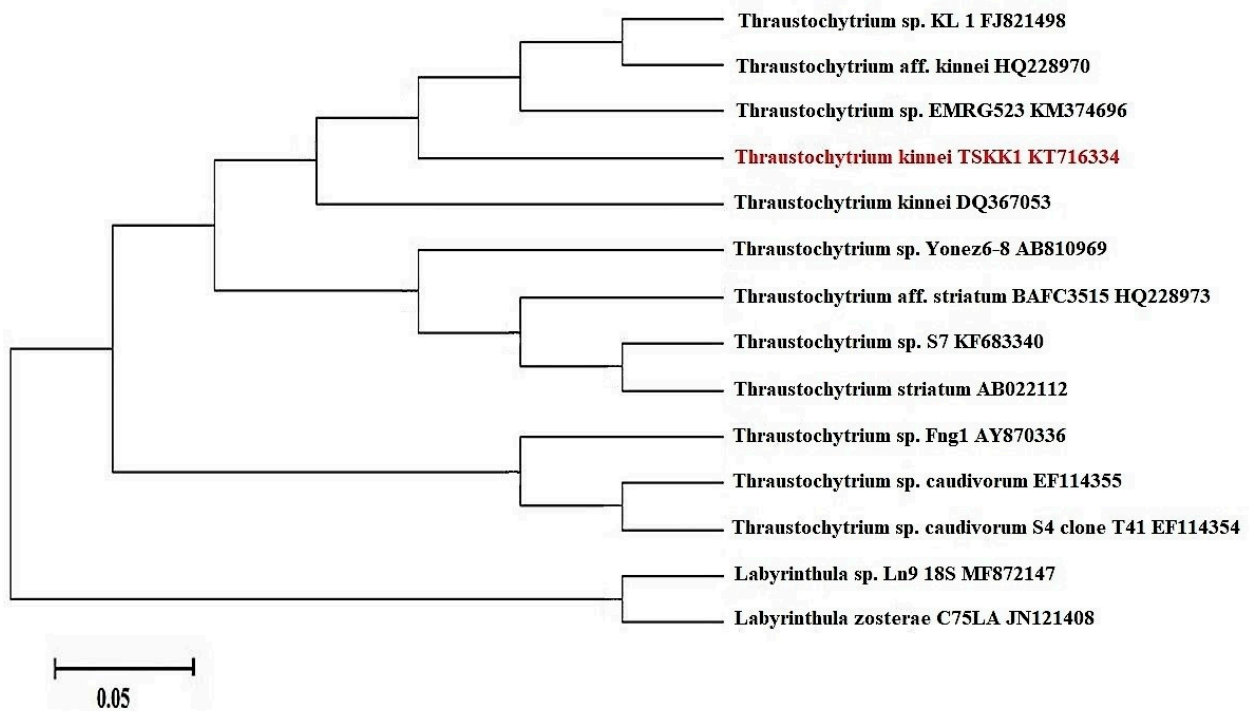 Thraustochytrium sp. KL 1 FJ821498
Thraustochytrium aff. kinnei HQ228970
Thraustochytrium sp. EMRG523 KM374696
Thraustochytrium kinnei TSKK1 KT716334
Thraustochytrium kinnei DQ367053
Thraustochytrium sp. Yonez6-8 AB810969
Thraustochytrium aff. striatum BAFC3515 HQ228973
Thraustochytrium sp. S7 KF683340
Thraustochytrium striatum AB022112
Thraustochytrium sp. Fng1 AY870336
Thraustochytrium sp. caudivorum EF114355
Thraustochytrium sp. caudivorum S4 clone T41 EF114354
Labyrinthula sp. Ln9 18S MF872147
Labyrinthula zosterae C75LA JN121408
0.05